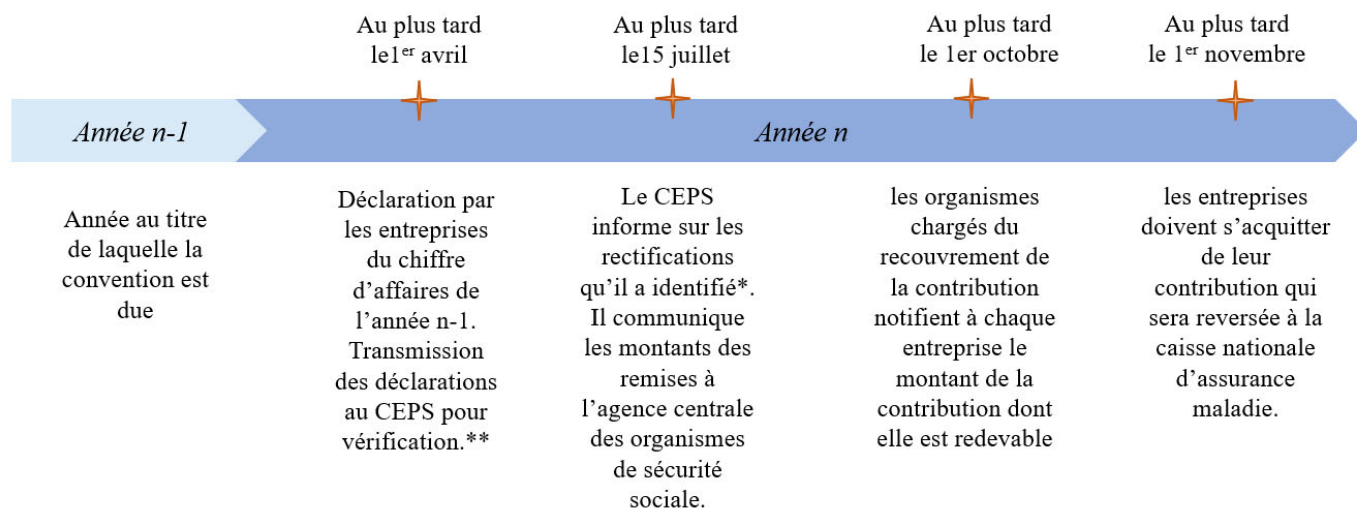 Au plus tard
le1er avril
Au plus tard
le15 juillet
Au plus tard
le 1er octobre
Au plus tard
le 1er novembre
Année n-1
Année n
Année au titre
de laquelle la
convention est
due
Déclaration par
les entreprises
du chiffre
d’affaires de
l’année n-1.
Transmission
des déclarations
au CEPS pour
vérification.**
Le CEPS
informe sur les
rectifications
qu’il a identifié*.
Il communique
les montants des
remises à
l’agence centrale
des organismes
de sécurité
sociale.
les organismes
chargés du
recouvrement de
la contribution
notifient à chaque
entreprise le
montant de la
contribution dont
elle est redevable
les entreprises
doivent s’acquitter
de leur
contribution qui
sera reversée à la
caisse nationale
d’assurance
maladie.